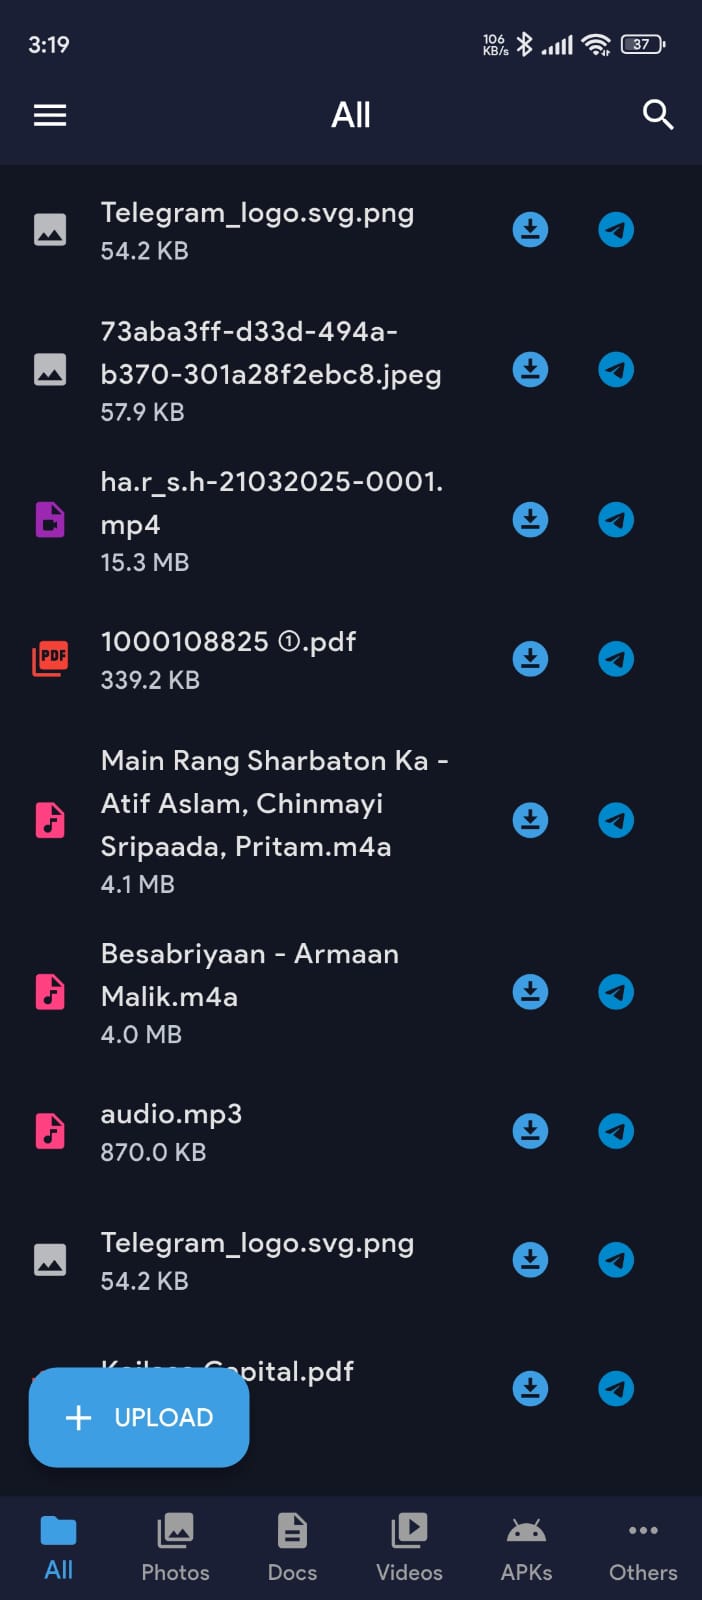 3:19
106
KB/s
37
All
Telegram_logo.svg.png
54.2 KB
73aba3ff-d33d-494a-
b370-301a28f2ebc8.jpeg
57.9 KB
ha.r_s.h-21032025-0001.
mp4
15.3 MB
1000108825 ①.pdf
339.2 KB
Main Rang Sharbaton Ka -
Atif Aslam, Chinmayi
Sripaada, Pritam.m4a
4.1 MB
Besabriyaan - Armaan
Malik.m4a
4.0 MB
audio.mp3
870.0 KB
Telegram_logo.svg.png
54.2 KB
Capital.pdf
+ UPLOAD
All
Photos
Docs
Videos
APKs
Others